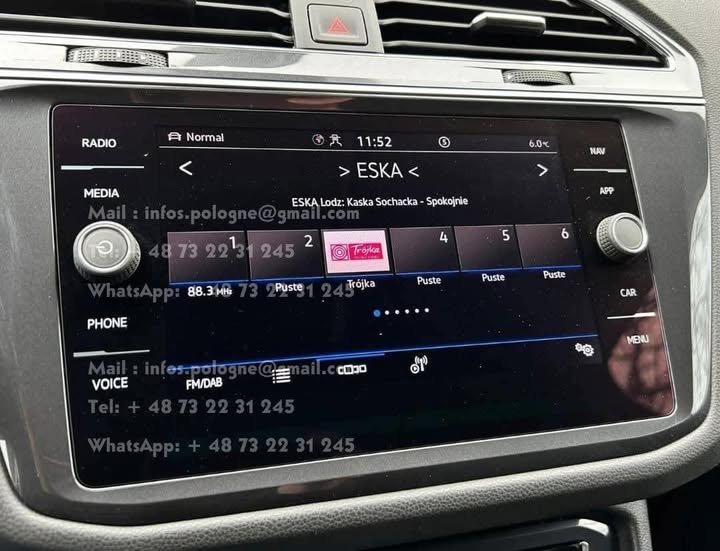 RADIO
MEDIA
PHONE
VOICE
Normal
11:52
S
6.0°C
< > ESKA < >
ESKA Lodz: Kaska Sochacka - Spokojnie
1 2 Trójka 4 5 6
88.3 MHz Puste Trójka Puste Puste Puste
FM/DAB
NAV
APP
CAR
MENU
Mail : infos.pologne@gmail.com
Tel: + 48 73 22 31 245
WhatsApp: + 48 73 22 31 245
Mail : infos.pologne@gmail.com
Tel: + 48 73 22 31 245
WhatsApp: + 48 73 22 31 245